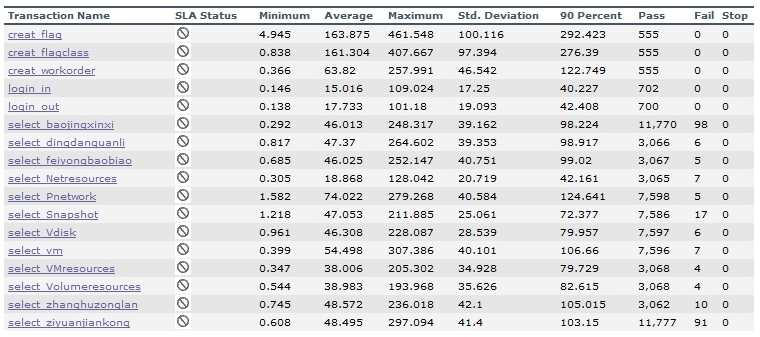 Transaction Name SLA Status Minimum Average Maximum Std. Deviation 90 Percent Pass Fail Stop
creat_flag 4.945 163.875 461.548 100.116 292.423 555 0 0
creat_flagclass 0.838 161.304 407.667 97.394 276.39 555 0 0
creat_workorder 0.366 63.82 257.991 46.542 122.749 555 0 0
login_in 0.146 15.016 109.024 17.25 40.227 702 0 0
login_out 0.138 17.733 101.18 19.093 42.408 700 0 0
select_baojingxinxi 0.292 46.013 248.317 39.162 98.224 11,770 98 0
select_dingdanguanli 0.817 47.37 264.602 39.353 98.917 3,066 6 0
select_feiyongbaobiao 0.685 46.025 252.147 40.751 99.02 3,067 5 0
select_Netresources 0.305 18.868 128.042 20.719 42.161 3,065 7 0
select_Pnetwork 1.582 74.022 279.268 40.584 124.641 7,598 5 0
select_Snapshot 1.218 47.053 211.885 25.061 72.377 7,586 17 0
select_Vdisk 0.961 46.308 228.087 28.539 79.957 7,597 6 0
select_vm 0.399 54.498 307.386 40.101 106.66 7,596 7 0
select_VMresources 0.347 38.006 205.302 34.928 79.729 3,068 4 0
select_Volumeresources 0.544 38.983 193.968 35.626 82.615 3,068 4 0
select_zhanghuzonglan 0.745 48.572 236.018 42.1 105.015 3,062 10 0
select_ziyuanjiankong 0.608 48.495 297.094 41.4 103.15 11,777 91 0